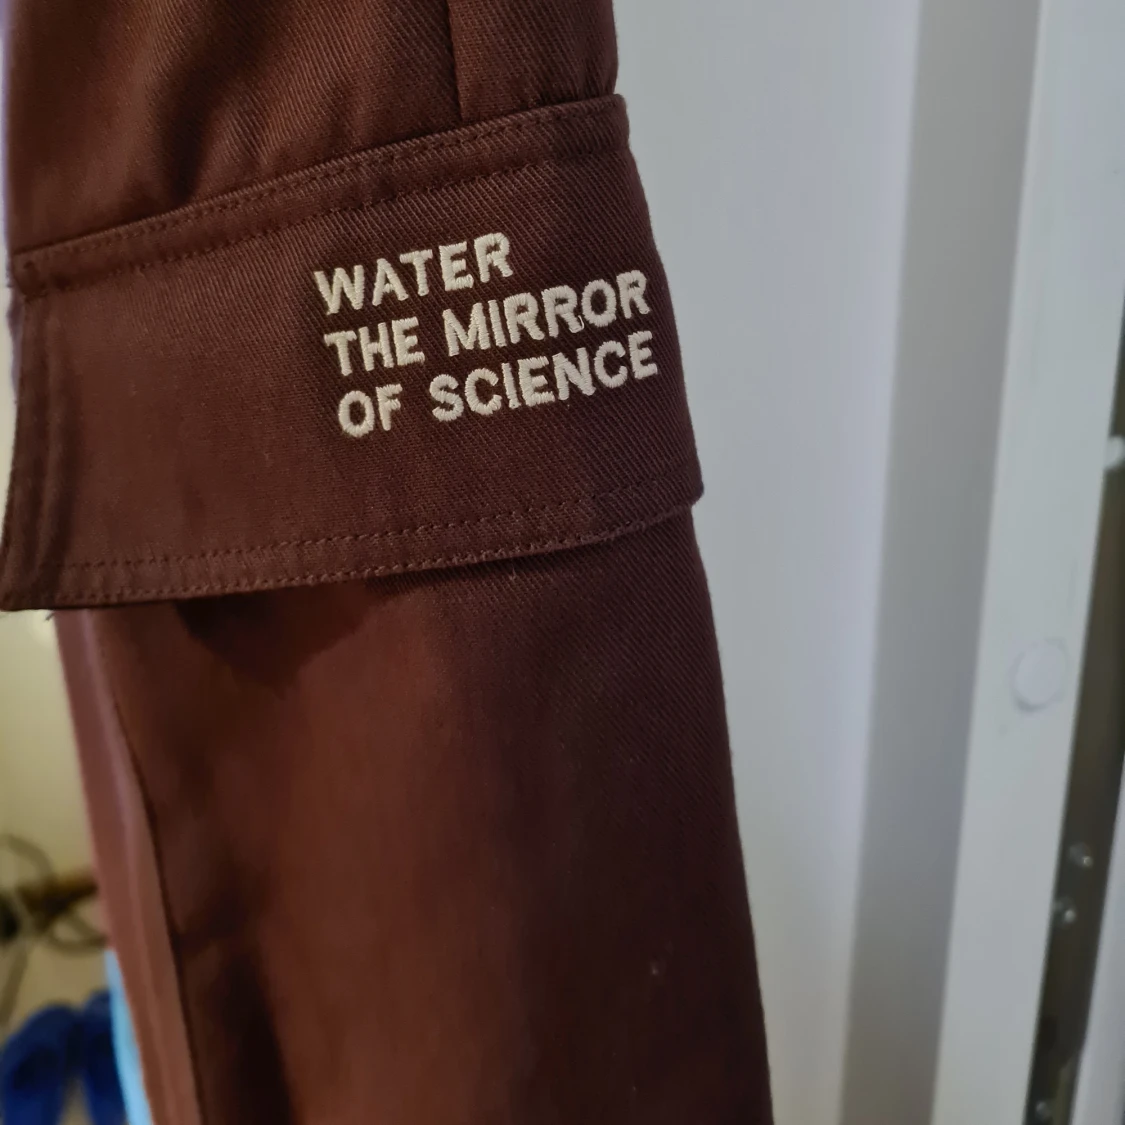 WATER
THE MIRROR
OF SCIENCE